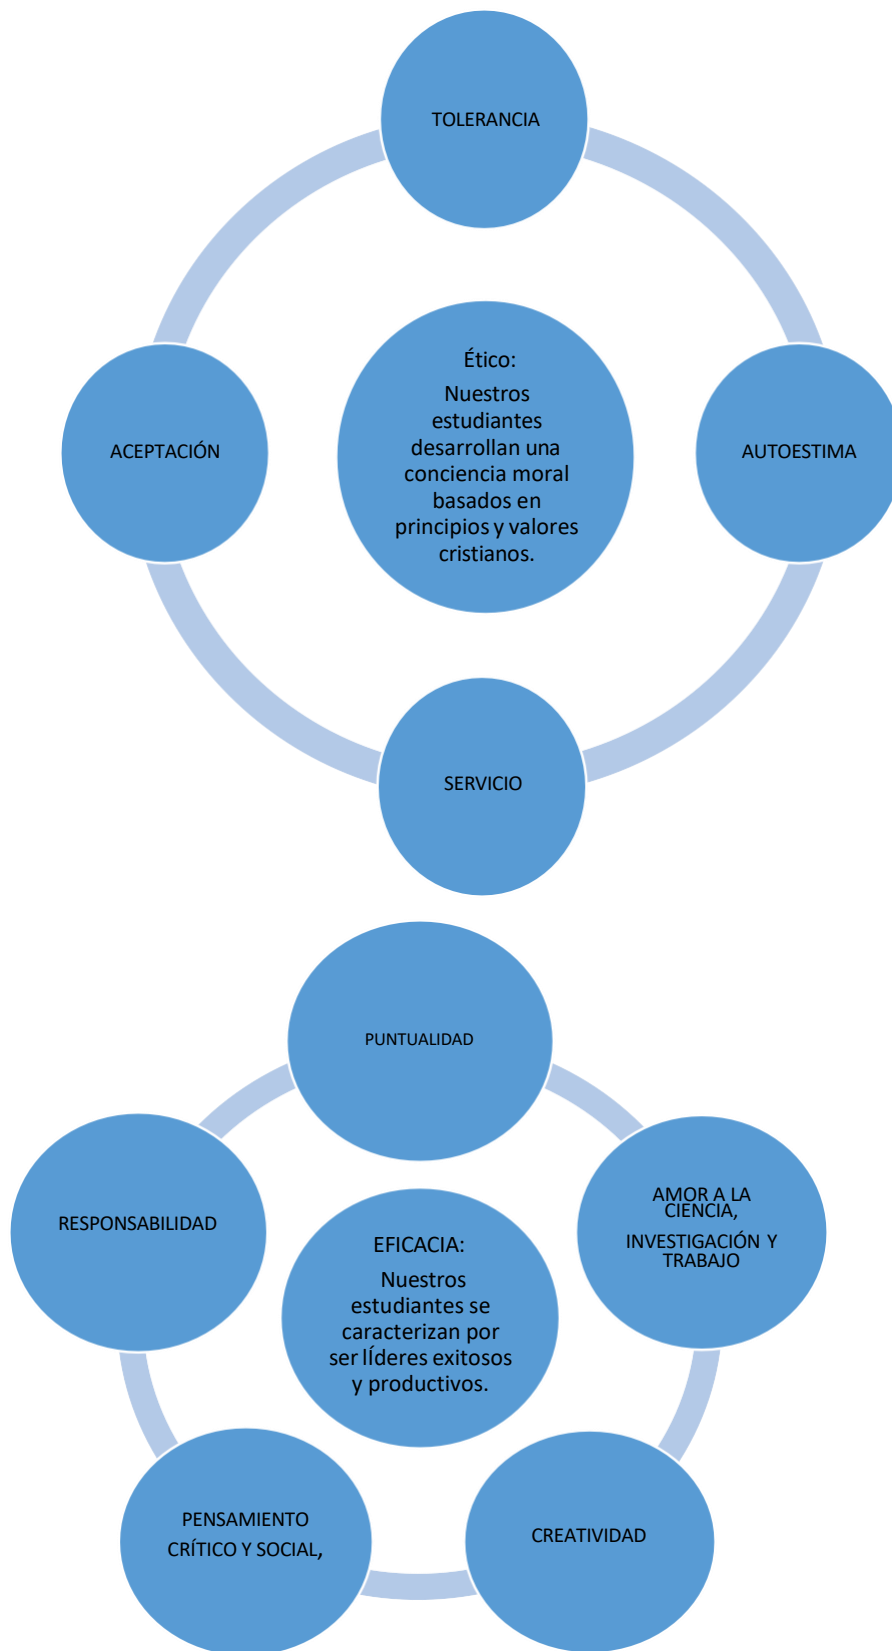 TOLERANCIA
Ético:
Nuestros
estudiantes
desarrollan una
conciencia moral
basados en
principios y valores
cristianos.
ACEPTACIÓN
AUTOESTIMA
SERVICIO
PUNTUALIDAD
AMOR A LA
CIENCIA,
INVESTIGACIÓN Y
TRABAJO
RESPONSABILIDAD
EFICACIA:
Nuestros
estudiantes se
caracterizan por
ser líderes exitosos
y productivos.
PENSAMIENTO
CRÍTICO Y SOCIAL,
CREATIVIDAD